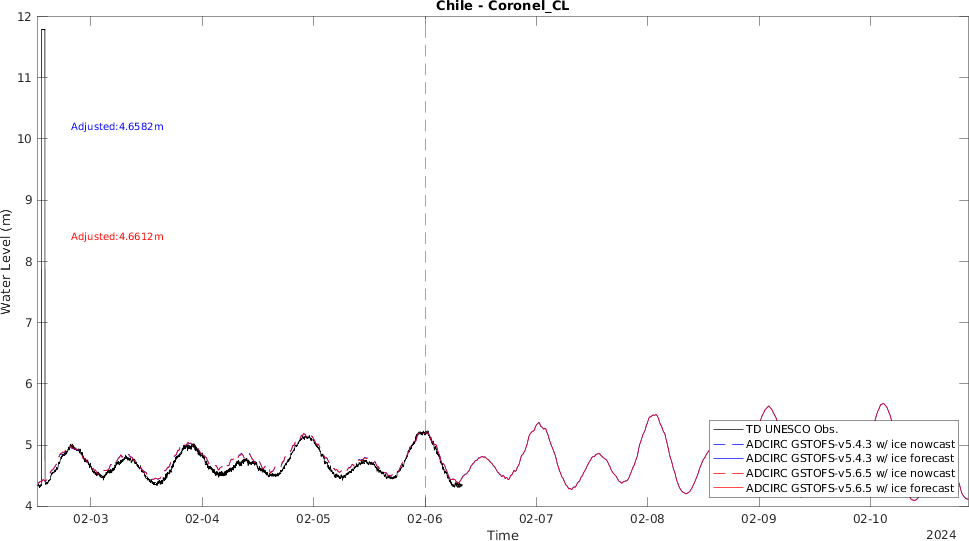 Chile - Coronel_CL
12
11
10
9
8
7
6
5
4
Water Level (m)
Adjusted:4.6582m
Adjusted:4.6612m
TD UNESCO Obs.
ADCIRC GSTOFS-v5.4.3 w/ ice nowcast
ADCIRC GSTOFS-v5.4.3 w/ ice forecast
ADCIRC GSTOFS-v5.6.5 w/ ice nowcast
ADCIRC GSTOFS-v5.6.5 w/ ice forecast
02-03 02-04 02-05 02-06 02-07 02-08 02-09 02-10
Time
2024